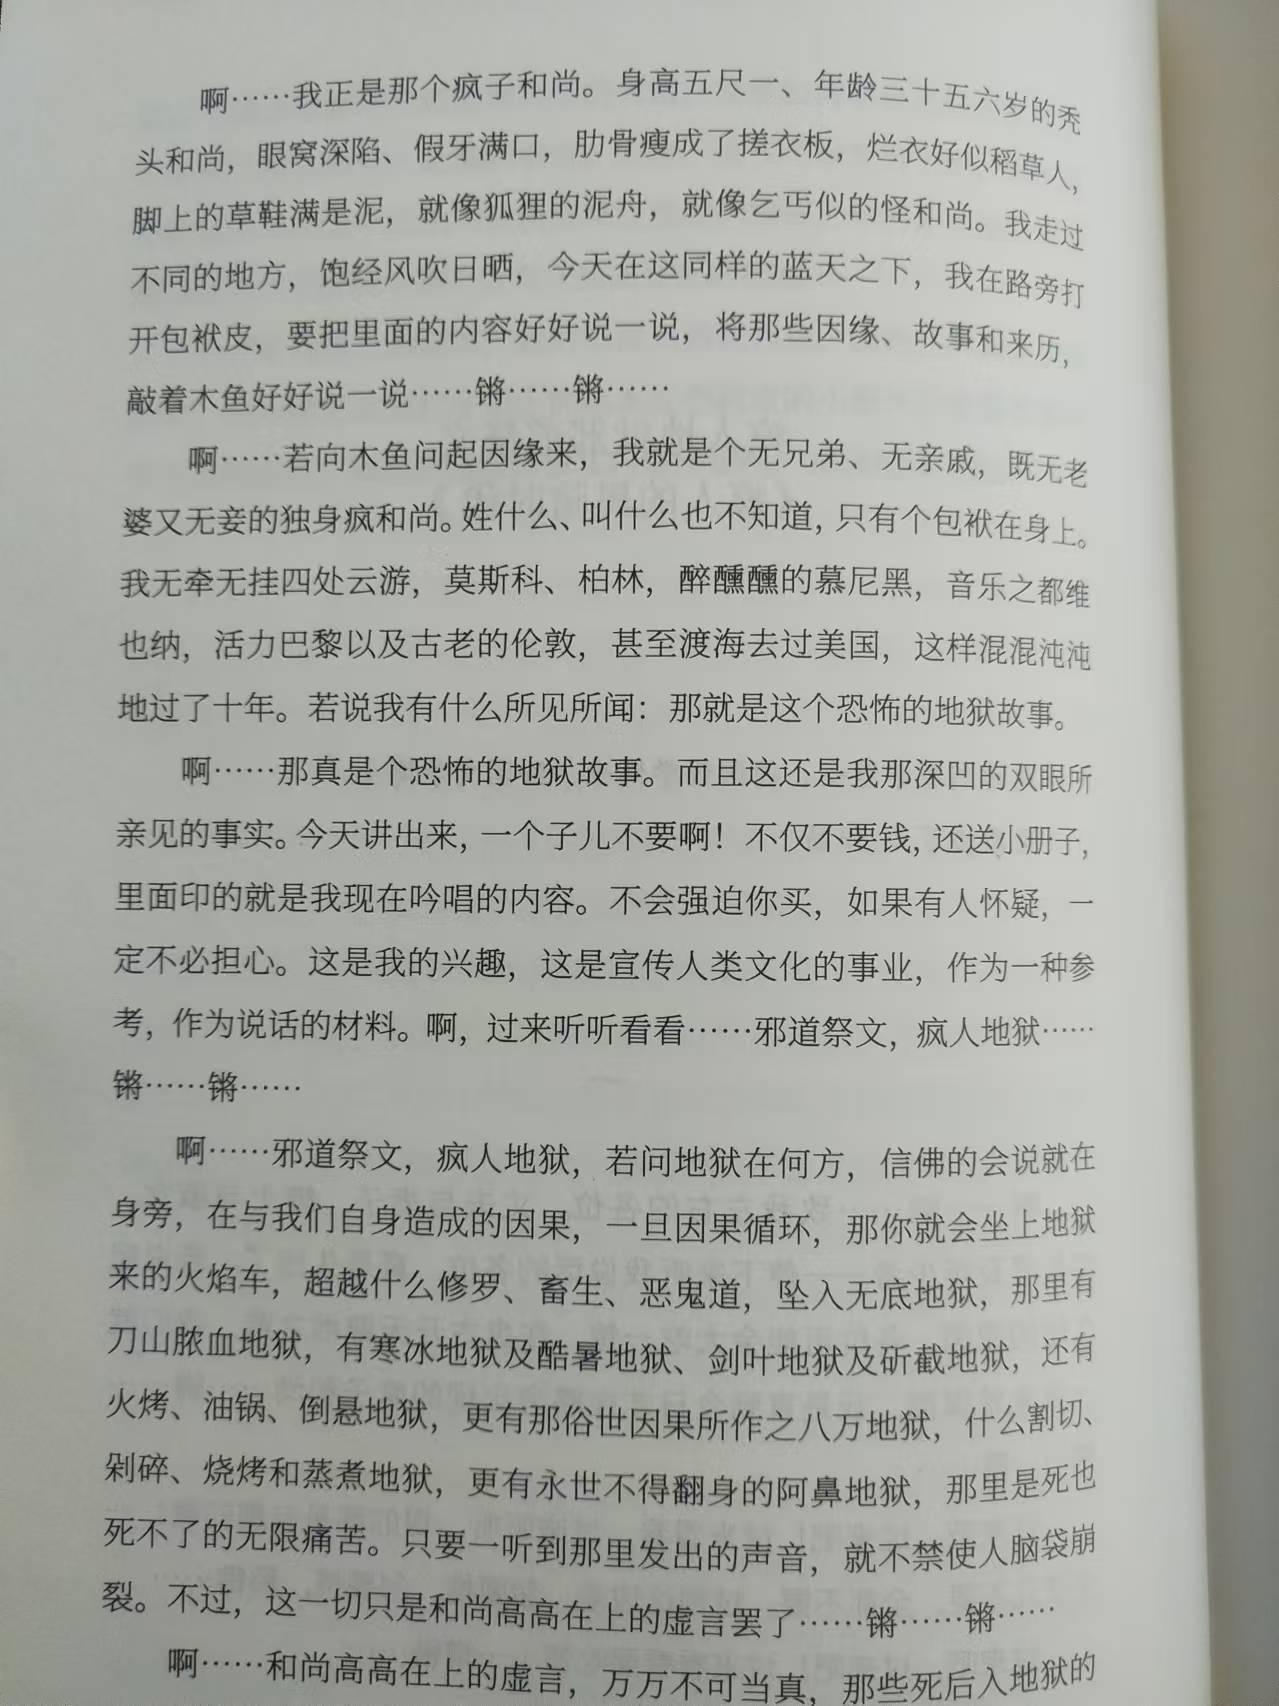 啊……我正是那个疯子和尚。身高五尺一、年龄三十五六岁的秃
头和尚，眼窝深陷、假牙满口，肋骨瘦成了搓衣板，烂衣好似稻草人，
脚上的草鞋满是泥，就像狐狸的泥舟，就像乞丐似的怪和尚。我走过
不同的地方，饱经风吹日晒，今天在这同样的蓝天之下，我在路旁打
开包袱皮，要把里面的内容好好说一说，将那些因缘、故事和来历，
敲着木鱼好好说一说……锵……锵……
啊……若向木鱼问起因缘来，我就是个无兄弟、无亲戚，既无老
婆又无妾的独身疯和尚。姓什么、叫什么也不知道，只有个包袱在身上。
我无牵无挂四处云游，莫斯科、柏林，醉醺醺的慕尼黑，音乐之都维
也纳，活力巴黎以及古老的伦敦，甚至渡海去过美国，这样混混沌沌
地过了十年。若说我有什么所见所闻：那就是这个恐怖的地狱故事。
啊……那真是个恐怖的地狱故事。而且这还是我那深凹的双眼所
亲见的事实。今天讲出来，一个子儿不要啊！不仅不要钱，还送小册子，
里面印的就是我现在吟唱的内容。不会强迫你买，如果有人怀疑，一
定不必担心。这是我的兴趣，这是宣传人类文化的事业，作为一种参
考，作为说话的材料。啊，过来听听看看……邪道祭文，疯人地狱……
锵……锵……
啊……邪道祭文，疯人地狱，若问地狱在何方，信佛的会说就在
身旁，在与我们自身造成的因果，一旦因果循环，那你就会坐上地狱
来的火焰车，超越什么修罗、畜生、恶鬼道，坠入无底地狱，那里有
刀山脓血地狱，有寒冰地狱及酷暑地狱、剑叶地狱及斫截地狱，还有
火烤、油锅、倒悬地狱，更有那俗世因果所作之八万地狱，什么割切、
剁碎、烧烤和蒸煮地狱，更有永世不得翻身的阿鼻地狱，那里是死也
死不了的无限痛苦。只要一听到那里发出的声音，就不禁使人脑袋崩
裂。不过，这一切只是和尚高高在上的虚言罢了……锵……锵……
啊……和尚高高在上的虚言，万万不可当真，那些死后入地狱的